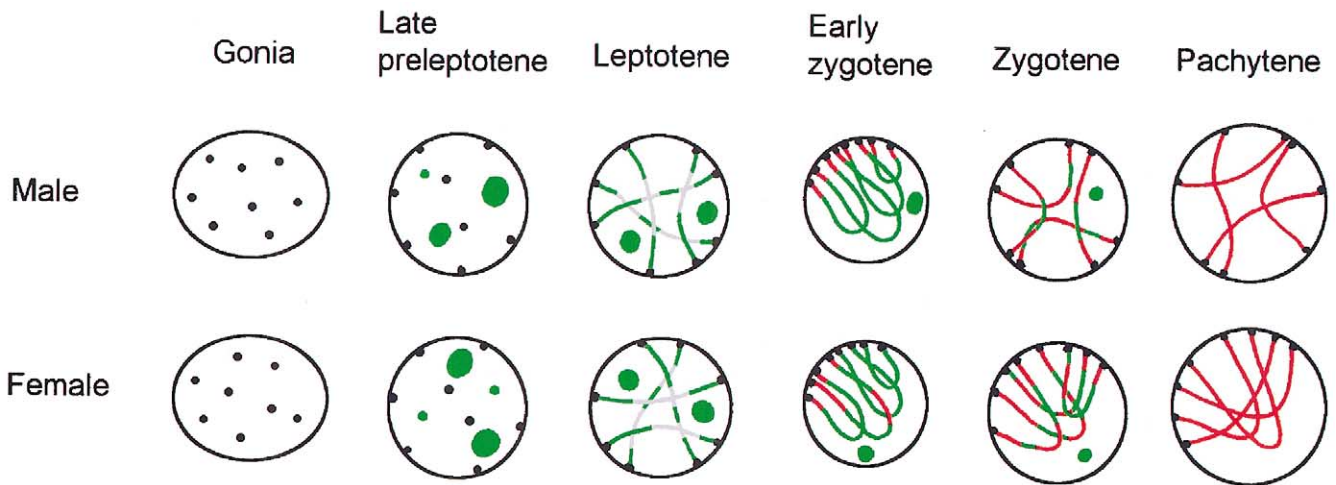 Gonia
Late
preleptotene
Leptotene
Early
zygotene
Zygotene
Pachytene
Male
Female